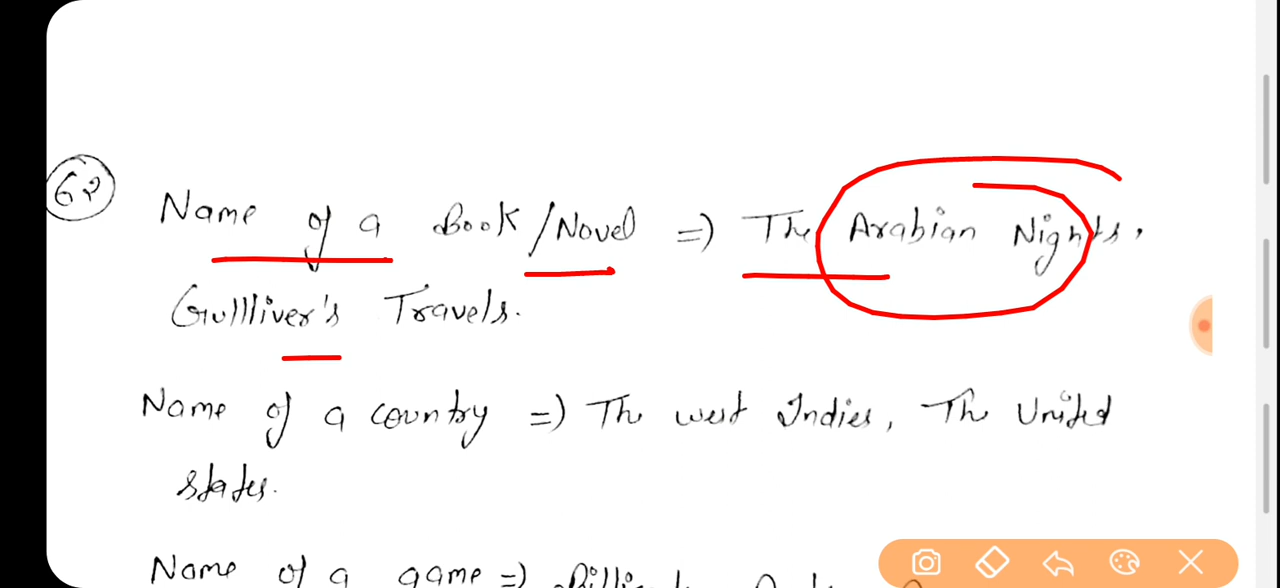 62
Name of a Book/Novel => The Arabian Nights,
Gullliver's Travels.
Name of a country => The west Indies, The United
states.
Name of a game =>